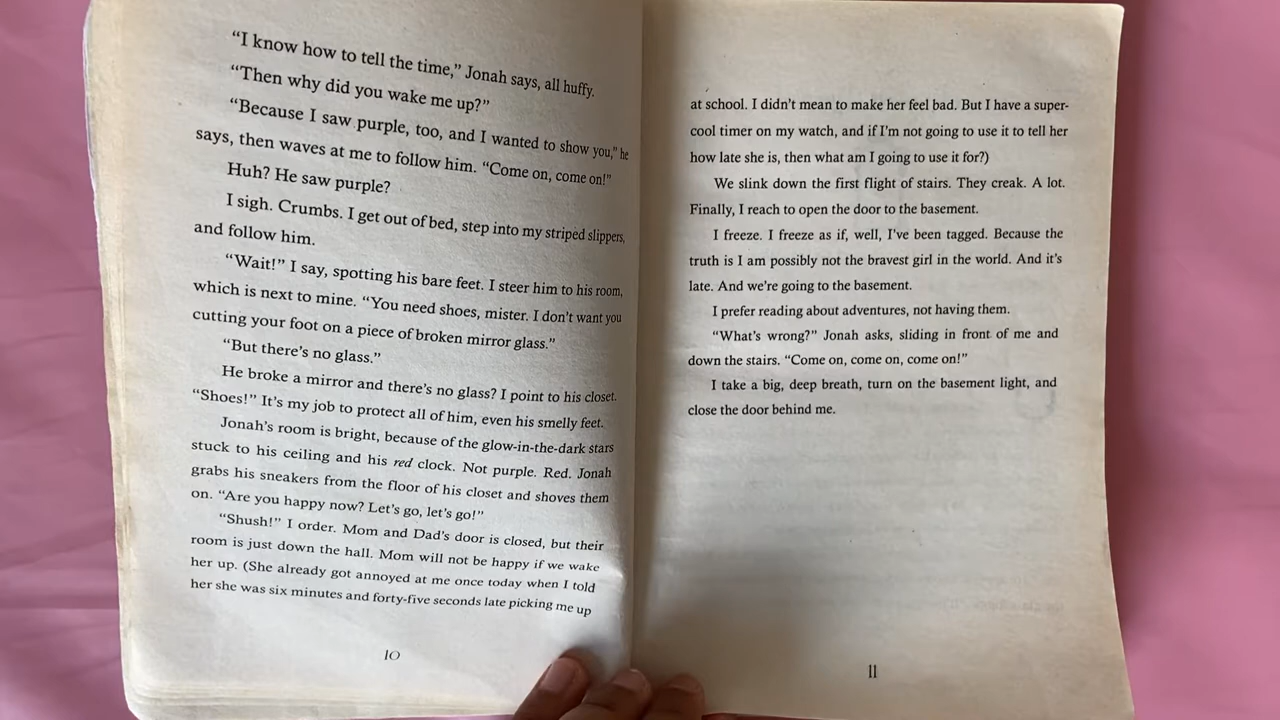 “I know how to tell the time,” Jonah says, all huffy.
“Then why did you wake me up?”
“Because I saw purple, too, and I wanted to show you,” he
says, then waves at me to follow him. “Come on, come on!”
Huh? He saw purple?
I sigh. Crumbs. I get out of bed, step into my striped slippers,
and follow him.
“Wait!” I say, spotting his bare feet. I steer him to his room,
which is next to mine. “You need shoes, mister. I don’t want you
cutting your foot on a piece of broken mirror glass.”
“But there’s no glass.”
He broke a mirror and there’s no glass? I point to his closet.
“Shoes!” It’s my job to protect all of him, even his smelly feet.
Jonah’s room is bright, because of the glow-in-the-dark stars
stuck to his ceiling and his red clock. Not purple. Red. Jonah
grabs his sneakers from the floor of his closet and shoves them
on. “Are you happy now? Let’s go, let’s go!”
“Shush!” I order. Mom and Dad’s door is closed, but their
room is just down the hall. Mom will not be happy if we wake
her up. (She already got annoyed at me once today when I told
her she was six minutes and forty-five seconds late picking me up
10
at school. I didn’t mean to make her feel bad. But I have a super-
cool timer on my watch, and if I’m not going to use it to tell her
how late she is, then what am I going to use it for?)
We slink down the first flight of stairs. They creak. A lot.
Finally, I reach to open the door to the basement.
I freeze. I freeze as if, well, I’ve been tagged. Because the
truth is I am possibly not the bravest girl in the world. And it’s
late. And we’re going to the basement.
I prefer reading about adventures, not having them.
“What’s wrong?” Jonah asks, sliding in front of me and
down the stairs. “Come on, come on, come on!”
I take a big, deep breath, turn on the basement light, and
close the door behind me.
11